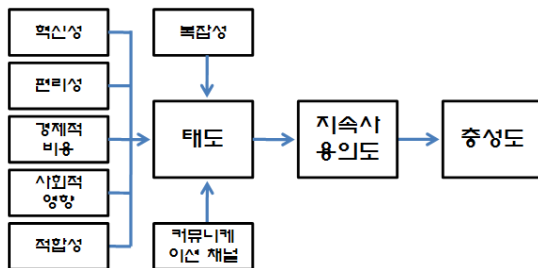 혁신성
복잡성
편리성
경제적
비용
태도
지속사
용의도
충성도
사회적
영향
적합성
커뮤니케
이션 채널